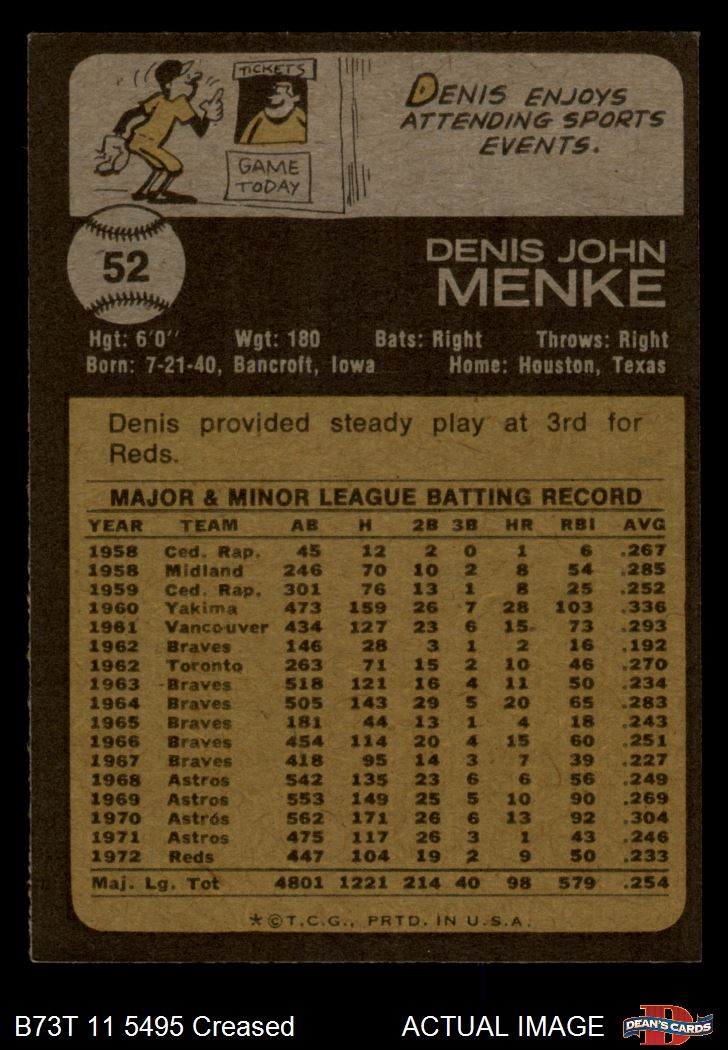 TICKETS
GAME
TODAY
DENIS ENJOYS
ATTENDING SPORTS
EVENTS.
52
DENIS JOHN
MENKE
Hgt: 6'0" Wgt: 180 Bats: Right Throws: Right
Born: 7-21-40, Bancroft, Iowa Home: Houston, Texas
Denis provided steady play at 3rd for
Reds.
MAJOR & MINOR LEAGUE BATTING RECORD
YEAR TEAM AB H 2B 3B HR RBI AVG
1958 Ced. Rap. 45 12 2 0 1 6 .267
1958 Midland 246 70 10 2 8 54 .285
1959 Ced. Rap. 301 76 13 1 8 25 .252
1960 Yakima 473 159 26 7 28 103 .336
1961 Vancouver 434 127 23 6 15 73 .293
1962 Braves 146 28 3 1 2 16 .192
1962 Toronto 263 71 15 2 10 46 .270
1963 Braves 518 121 16 4 11 50 .234
1964 Braves 505 143 29 5 20 65 .283
1965 Braves 181 44 13 1 4 18 .243
1966 Braves 454 114 20 4 15 60 .251
1967 Braves 418 95 14 3 7 39 .227
1968 Astros 542 135 23 6 6 56 .249
1969 Astros 553 149 25 5 10 90 .269
1970 Astros 562 171 26 6 13 92 .304
1971 Astros 475 117 26 3 1 43 .246
1972 Reds 447 104 19 2 9 50 .233
Maj. Lg. Tot 4801 1221 214 40 98 579 .254
*©T.C.G., PRTD. IN U.S.A.
B73T 11 5495 Creased ACTUAL IMAGE
D
DEAN'S CARDS